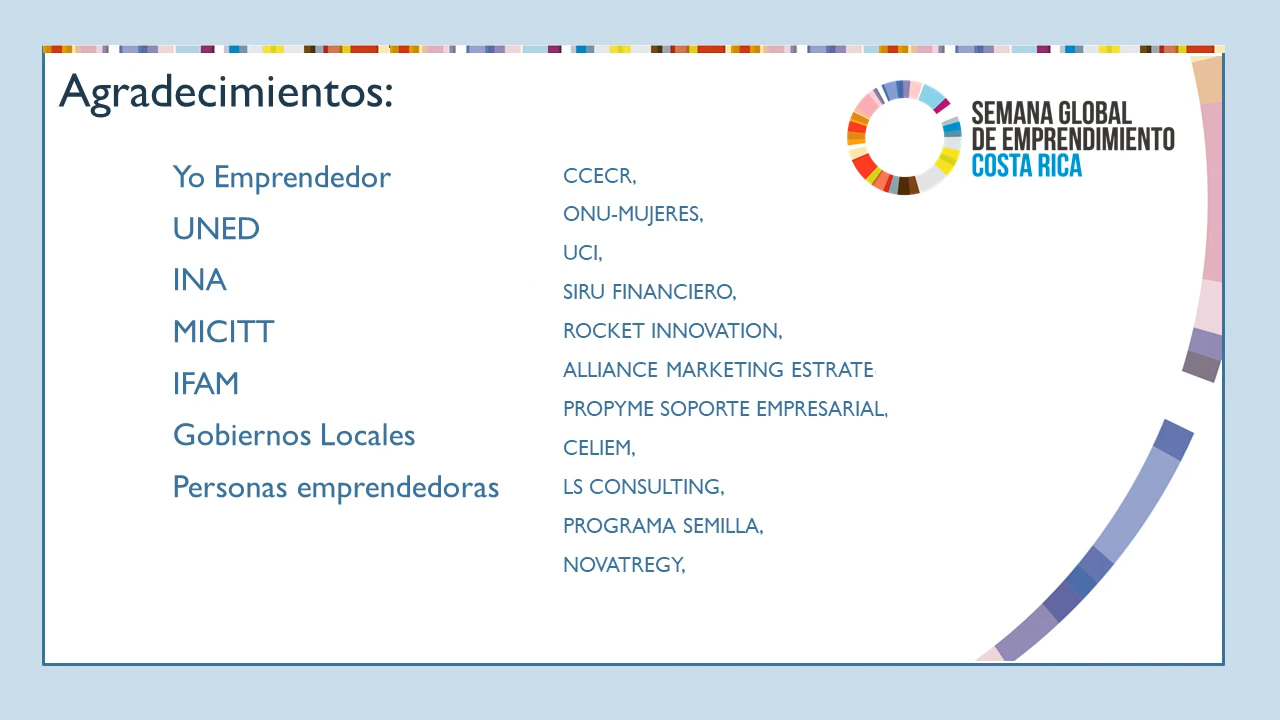 Agradecimientos:
SEMANA GLOBAL
DE EMPRENDIMIENTO
COSTA RICA
Yo Emprendedor
UNED
INA
MICITT
IFAM
Gobiernos Locales
Personas emprendedoras
CCECR,
ONU-MUJERES,
UCI,
SIRU FINANCIERO,
ROCKET INNOVATION,
ALLIANCE MARKETING ESTRATE
PROPYME SOPORTE EMPRESARIAL,
CELIEM,
LS CONSULTING,
PROGRAMA SEMILLA,
NOVATREGY,